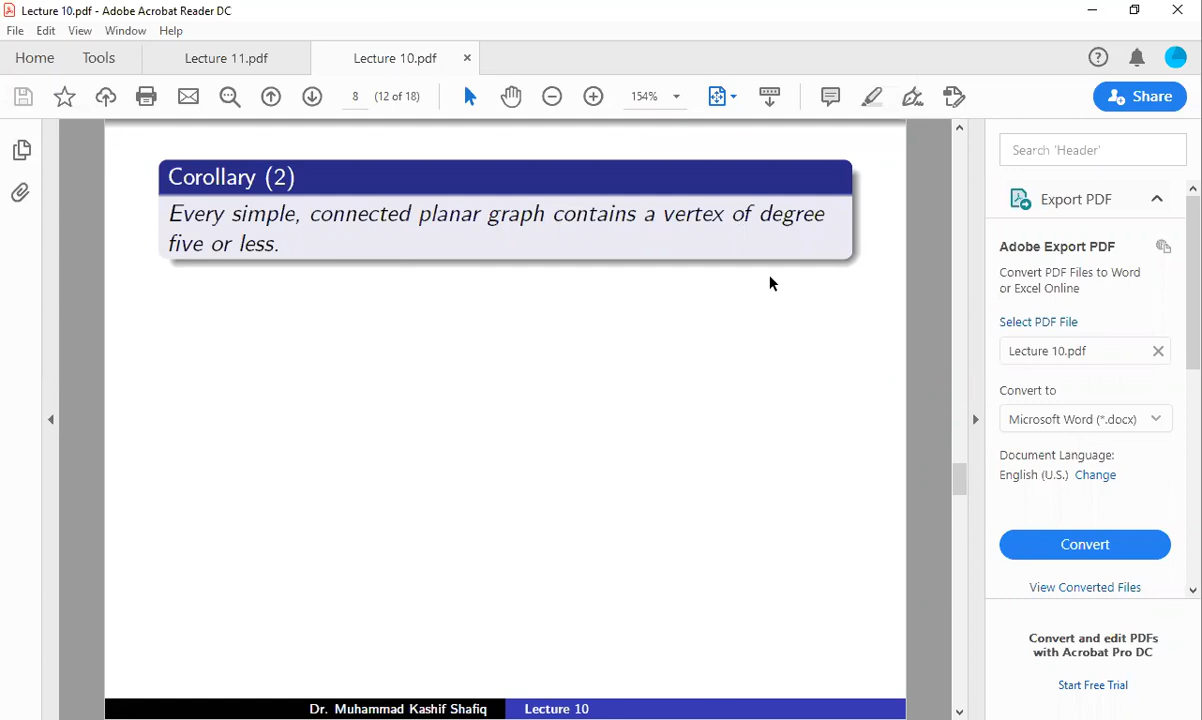 Lecture 10.pdf - Adobe Acrobat Reader DC
File Edit View Window Help
Home Tools Lecture 11.pdf Lecture 10.pdf ×
8 (12 of 18) 154% Share
Corollary (2)
Every simple, connected planar graph contains a vertex of degree
five or less.
Dr. Muhammad Kashif Shafiq Lecture 10
Search 'Header'
Export PDF
Adobe Export PDF
Convert PDF Files to Word
or Excel Online
Select PDF File
Lecture 10.pdf
Convert to
Microsoft Word (*.docx)
Document Language:
English (U.S.) Change
Convert
View Converted Files
Convert and edit PDFs
with Acrobat Pro DC
Start Free Trial